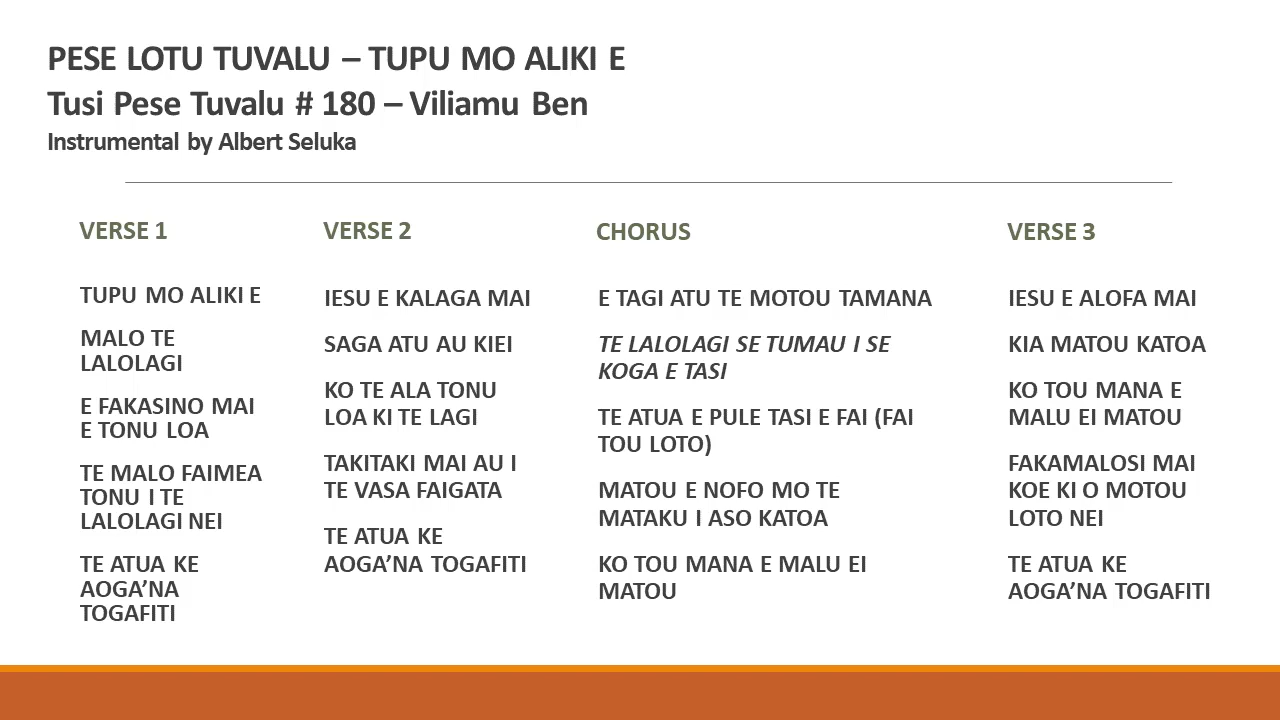 PESE LOTU TUVALU – TUPU MO ALIKI E
Tusi Pese Tuvalu # 180 – Viliamu Ben
Instrumental by Albert Seluka
VERSE 1
TUPU MO ALIKI E
MALO TE
LALOLAGI
E FAKASINO MAI
E TONU LOA
TE MALO FAIMEA
TONU I TE
LALOLAGI NEI
TE ATUA KE
AOGA’NA
TOGAFITI
VERSE 2
IESU E KALAGA MAI
SAGA ATU AU KIEI
KO TE ALA TONU
LOA KI TE LAGI
TAKITAKI MAI AU I
TE VASA FAIGATA
TE ATUA KE
AOGA’NA TOGAFITI
CHORUS
E TAGI ATU TE MOTOU TAMANA
TE LALOLAGI SE TUMAU I SE
KOGA E TASI
TE ATUA E PULE TASI E FAI (FAI
TOU LOTO)
MATOU E NOFO MO TE
MATAKU I ASO KATOA
KO TOU MANA E MALU EI
MATOU
VERSE 3
IESU E ALOFA MAI
KIA MATOU KATOA
KO TOU MANA E
MALU EI MATOU
FAKAMALOSI MAI
KOE KI O MOTOU
LOTO NEI
TE ATUA KE
AOGA’NA TOGAFITI